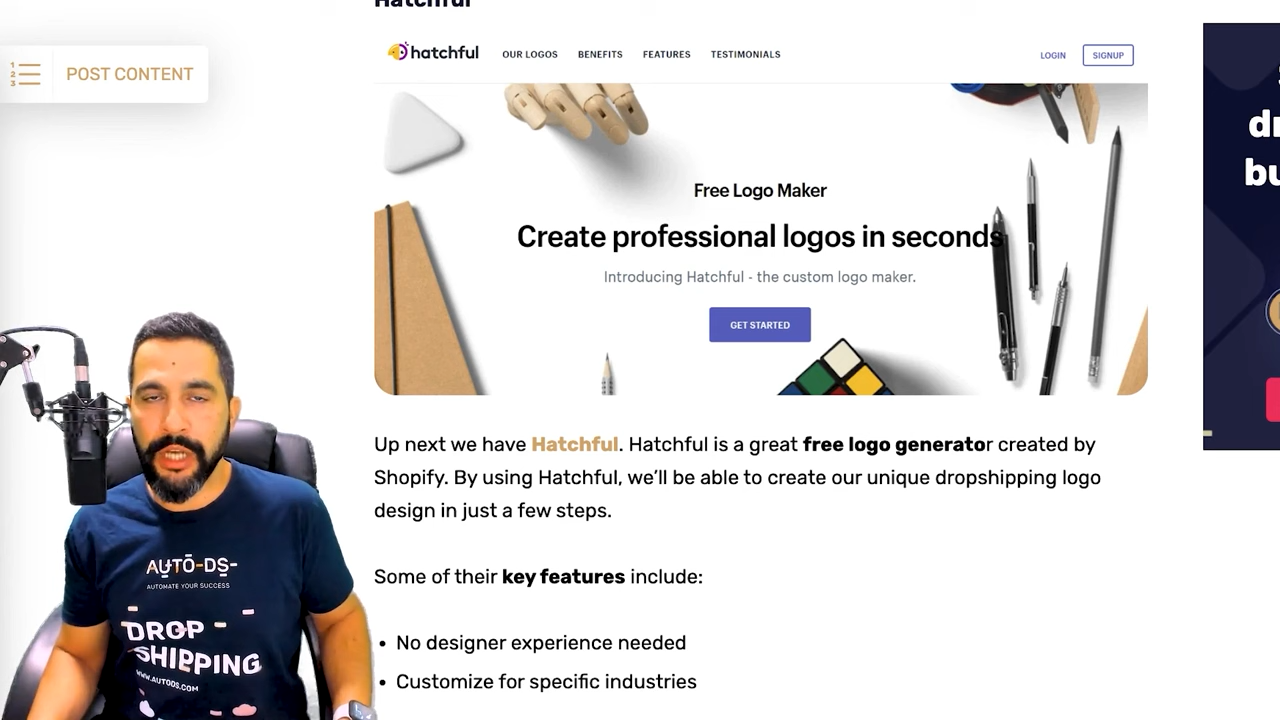 Hatchful
hatchful OUR LOGOS BENEFITS FEATURES TESTIMONIALS LOGIN SIGNUP
POST CONTENT
Free Logo Maker
Create professional logos in seconds
Introducing Hatchful - the custom logo maker.
GET STARTED
Up next we have Hatchful. Hatchful is a great free logo generator created by
Shopify. By using Hatchful, we’ll be able to create our unique dropshipping logo
design in just a few steps.
Some of their key features include:
• No designer experience needed
• Customize for specific industries
AUTO-DS-
AUTOMATE YOUR SUCCESS
DROP
SHIPPING
WWW.AUTODS.COM